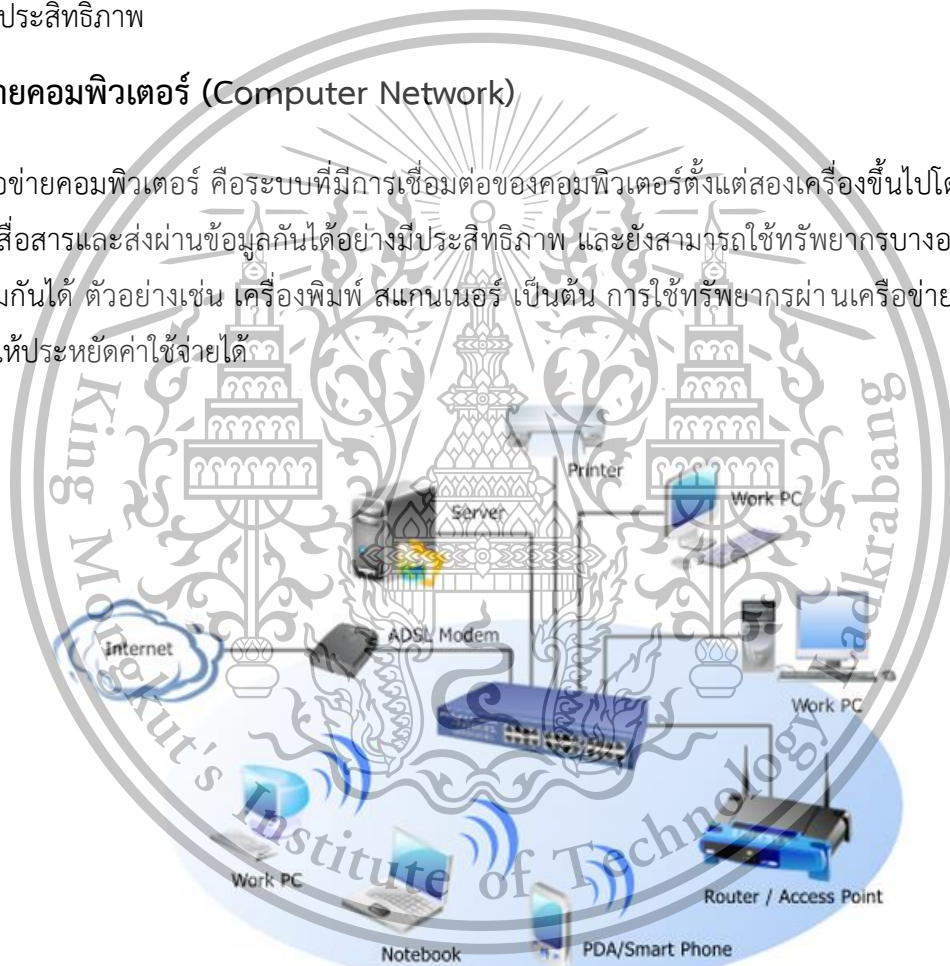 ประสิทธิภาพ
ายคอมพิวเตอร์ (Computer Network)
อข่ายคอมพิวเตอร์ คือระบบที่มีการเชื่อมต่อของคอมพิวเตอร์ตั้งแต่สองเครื่องขึ้นไปโด
สื่อสารและส่งผ่านข้อมูลกันได้อย่างมีประสิทธิภาพ และยังสามารถใช้ทรัพยากรบางอ
มกันได้ ตัวอย่างเช่น เครื่องพิมพ์ สแกนเนอร์ เป็นต้น การใช้ทรัพยากรผ่านเครือข่าย
ให้ประหยัดค่าใช้จ่ายได้
Printer
Work PC
Server
Internet
ADSL Modem
Work PC
Work PC
Router / Access Point
Notebook
PDA/Smart Phone
King Mongkut's Institute of Technology Ladkrabang